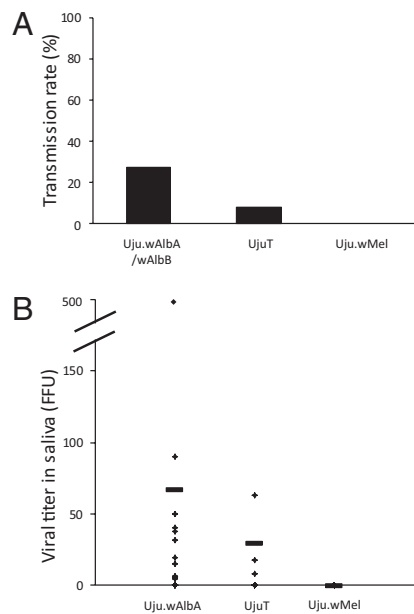 A
Transmission rate (%)
100
80
60
40
20
0
Uju.wAlbA
/wAlbB
UjuT
Uju.wMel
B
Viral titer in saliva (FFU)
500
150
100
50
0
Uju.wAlbA
UjuT
Uju.wMel